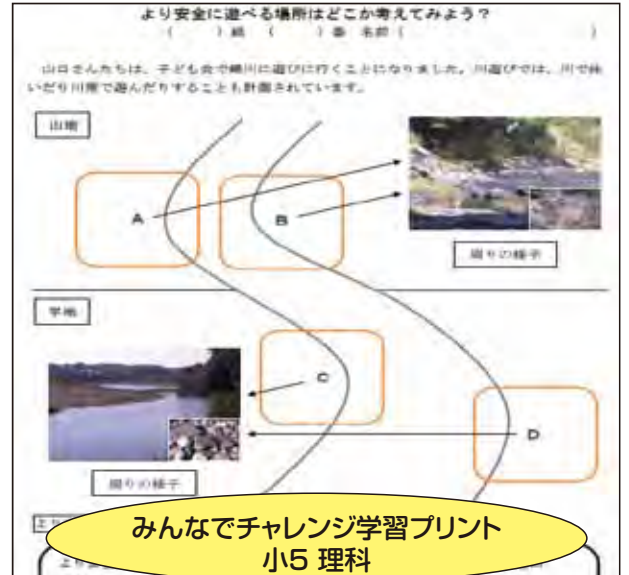 より安全に遊べる場所はどこか考えてみよう？
(　　) 組 (　　) 番 名前 (　　　　　　)
山口さんたちは、子ども会で錦川に遊びに行くことになりました。川遊びでは、川で泳
いだり川原で遊んだりすることも計画されています。
山地
A
B
周りの様子
平地
C
D
周りの様子
みんなでチャレンジ学習プリント
小5 理科